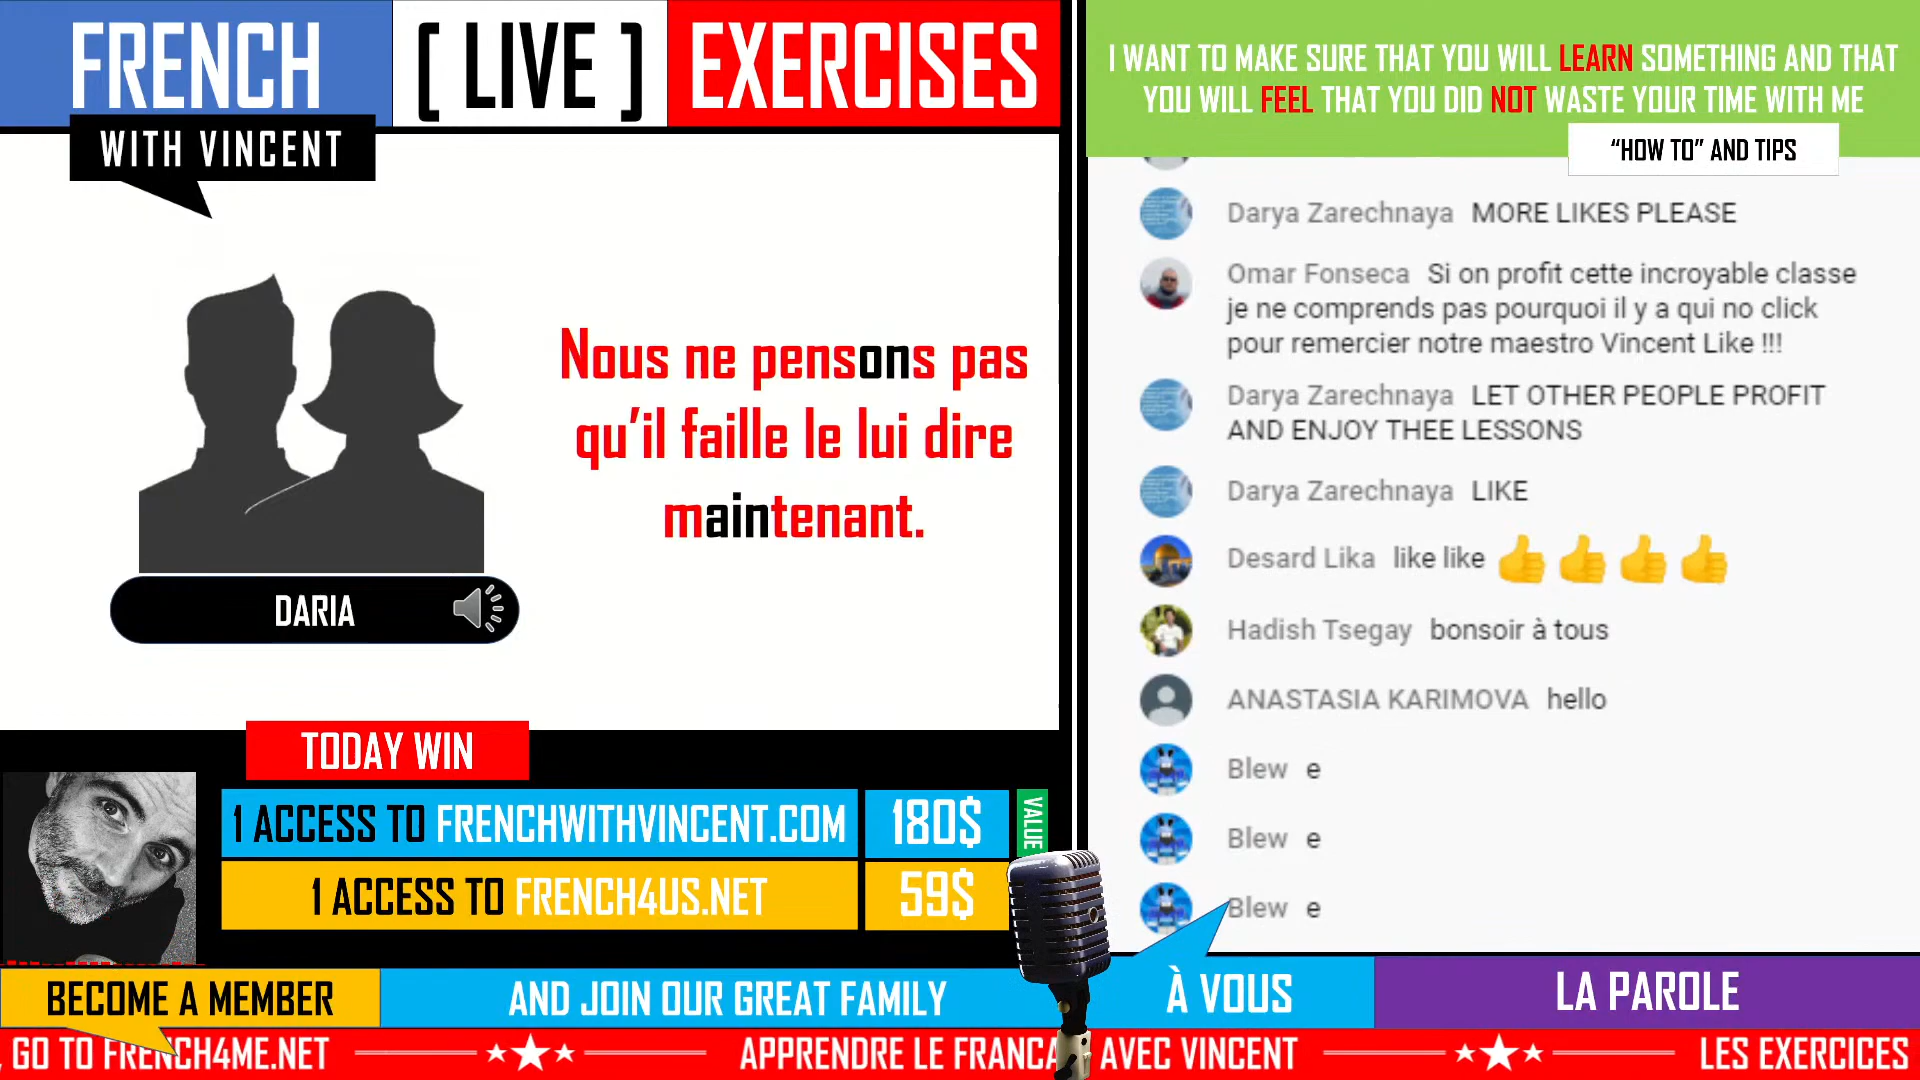 FRENCH
[ LIVE ]
EXERCISES
WITH VINCENT
Nous ne pensons pas
qu’il faille le lui dire
maintenant.
DARIA
TODAY WIN
1 ACCESS TO FRENCHWITHVINCENT.COM
180$
VALUE
1 ACCESS TO FRENCH4US.NET
59$
BECOME A MEMBER
AND JOIN OUR GREAT FAMILY
I WANT TO MAKE SURE THAT YOU WILL LEARN SOMETHING AND THAT
YOU WILL FEEL THAT YOU DID NOT WASTE YOUR TIME WITH ME
“HOW TO” AND TIPS
Darya Zarechnaya MORE LIKES PLEASE
Omar Fonseca Si on profit cette incroyable classe
je ne comprends pas pourquoi il y a qui no click
pour remercier notre maestro Vincent Like !!!
Darya Zarechnaya LET OTHER PEOPLE PROFIT
AND ENJOY THEE LESSONS
Darya Zarechnaya LIKE
Desard Lika like like 👍 👍 👍 👍
Hadish Tsegay bonsoir à tous
ANASTASIA KARIMOVA hello
Blew e
Blew e
Blew e
À VOUS
LA PAROLE
GO TO FRENCH4ME.NET
APPRENDRE LE FRANCA AVEC VINCENT
LES EXERCICES